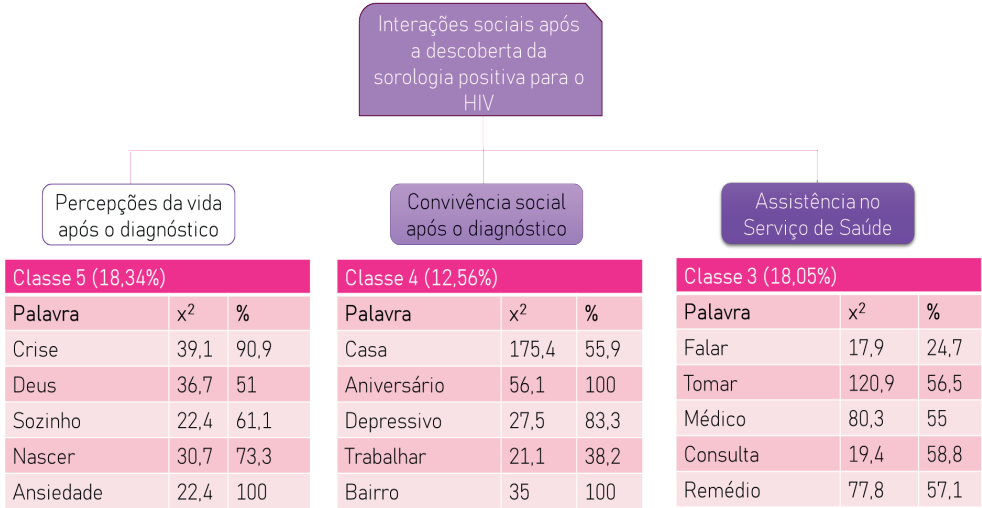 Interações sociais após
a descoberta da
sorologia positiva para o
HIV
Percepções da vida
após o diagnóstico
Classe 5 (18,34%)
Palavra x² %
Crise 39,1 90,9
Deus 36,7 51
Sozinho 22,4 61,1
Nascer 30,7 73,3
Ansiedade 22,4 100
Convivência social
após o diagnóstico
Classe 4 (12,56%)
Palavra x² %
Casa 175,4 55,9
Aniversário 56,1 100
Depressivo 27,5 83,3
Trabalhar 21,1 38,2
Bairro 35 100
Assistência no
Serviço de Saúde
Classe 3 (18,05%)
Palavra x² %
Falar 17,9 24,7
Tomar 120,9 56,5
Médico 80,3 55
Consulta 19,4 58,8
Remédio 77,8 57,1